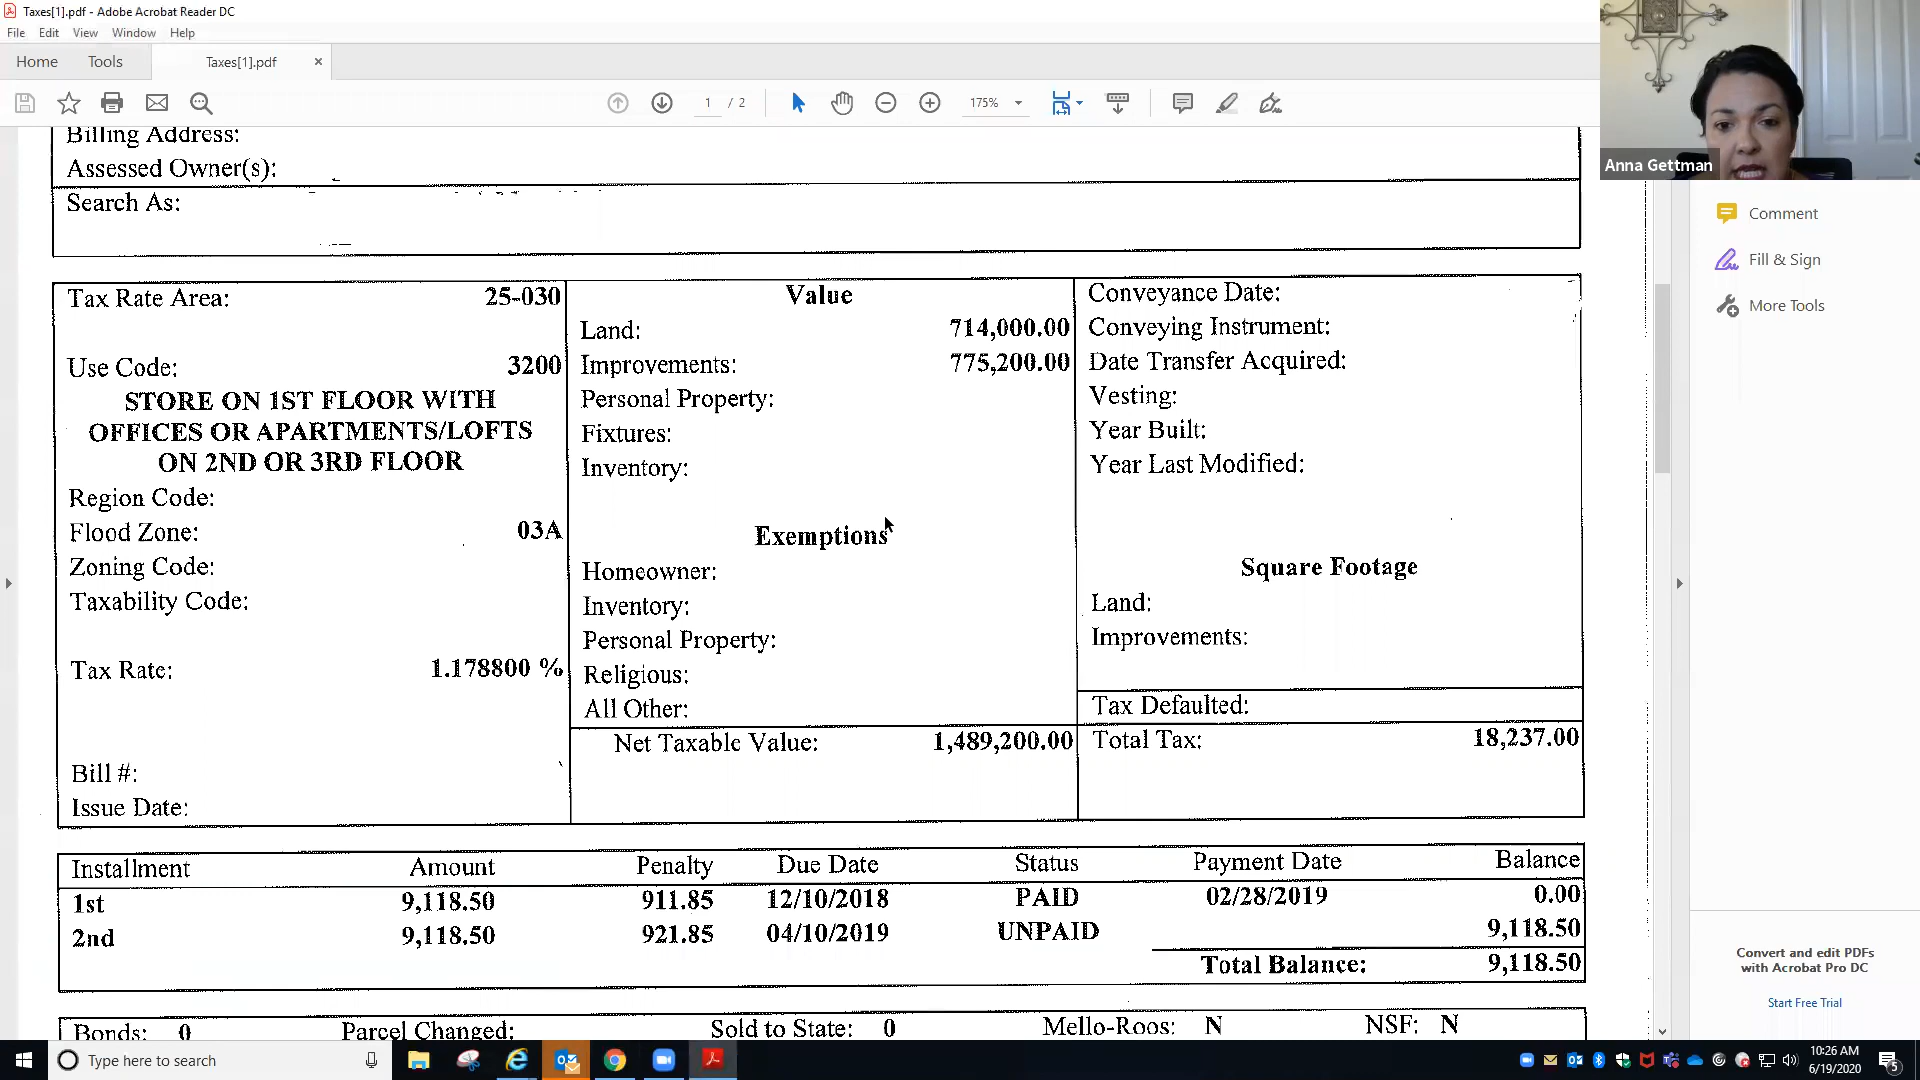 Taxes[1].pdf - Adobe Acrobat Reader DC
File Edit View Window Help
Home Tools Taxes[1].pdf ×
1 / 2 175%
Anna Gettman
Billing Address:
Assessed Owner(s):
Search As:
Tax Rate Area: 25-030
Use Code: 3200
STORE ON 1ST FLOOR WITH
OFFICES OR APARTMENTS/LOFTS
ON 2ND OR 3RD FLOOR
Region Code:
Flood Zone: 03A
Zoning Code:
Taxability Code:
Tax Rate: 1.178800 %
Bill #:
Issue Date:
Value
Land: 714,000.00
Improvements: 775,200.00
Personal Property:
Fixtures:
Inventory:
Exemptions
Homeowner:
Inventory:
Personal Property:
Religious:
All Other:
Net Taxable Value: 1,489,200.00
Conveyance Date:
Conveying Instrument:
Date Transfer Acquired:
Vesting:
Year Built:
Year Last Modified:
Square Footage
Land:
Improvements:
Tax Defaulted:
Total Tax: 18,237.00
Installment Amount Penalty Due Date Status Payment Date Balance
1st 9,118.50 911.85 12/10/2018 PAID 02/28/2019 0.00
2nd 9,118.50 921.85 04/10/2019 UNPAID 9,118.50
Total Balance: 9,118.50
Bonds: 0 Parcel Changed: Sold to State: 0 Mello-Roos: N NSF: N
Comment
Fill & Sign
More Tools
Convert and edit PDFs
with Acrobat Pro DC
Start Free Trial
Type here to search
10:26 AM
6/19/2020
5